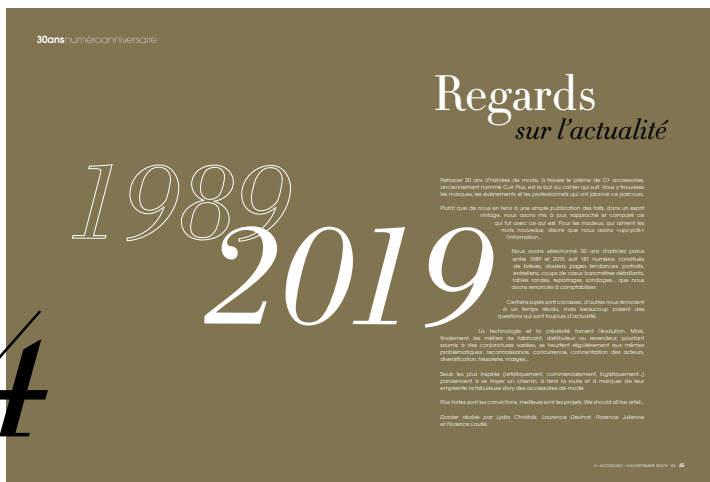 30ansnuméroanniversaire
Regards
sur l'actualité
1989
2019
4
Retracer 30 ans d'histoires de mode, à travers le prisme de C+ accessoires,
anciennement nommé Cuir Plus, est le but du cahier qui suit. Vous y trouverez
les marques, les événements et les professionnels qui ont jalonné ce parcours.
Plutôt que de nous en tenir à une simple publication des faits, dans un esprit
vintage, nous avons mis à jour, rapproché et comparé ce
qui fut avec ce qui est. Pour les modeux, qui aiment les
mots nouveaux, disons que nous avons «upcyclé»
l'information...
Nous avons sélectionné 30 ans d'articles parus
entre 1989 et 2019, soit 181 numéros constitués
de brèves, dossiers, pages tendances, portraits,
entretiens, coups de cœur, baromètres détaillants,
tables rondes, reportages, sondages... que nous
avons renoncés à comptabiliser.
Certains sujets sont cocasses, d'autres nous renvoient
à un temps révolu, mais beaucoup posent des
questions qui sont toujours d'actualité.
La technologie et la créativité forcent l'évolution. Mais,
finalement, les métiers de fabricant, distributeur ou revendeur, pourtant
soumis à des conjonctures variées, se heurtent régulièrement aux mêmes
problématiques : reconnaissance, concurrence, concentration des acteurs,
diversification, trésorerie, marges...
Seuls les plus inspirés (artistiquement, commercialement, logistiquement...)
parviennent à se frayer un chemin, à tenir la route et à marquer de leur
empreinte la fabuleuse story des accessoires de mode.
Plus fortes sont les convictions, meilleurs sont les projets. We should all be artist...
Dossier réalisé par Lydia Christidis, Laurence Devinat, Florence Julienne
et Florence Lautié.
C+ ACCESSOIRES 45